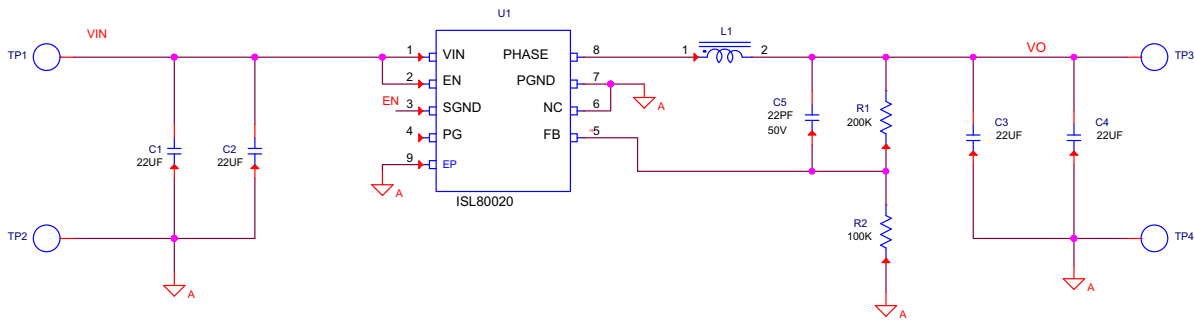 U1
VIN
TP1
1 VIN
2 EN
EN 3 SGND
4 PG
9 EP
PHASE 8
PGND 7
NC 6
FB 5
ISL80020
L1
1 2
VO
TP3
C1
22UF
C2
22UF
C5
22PF
50V
R1
200K
C3
22UF
C4
22UF
R2
100K
TP2
TP4
A
A
A
A
A